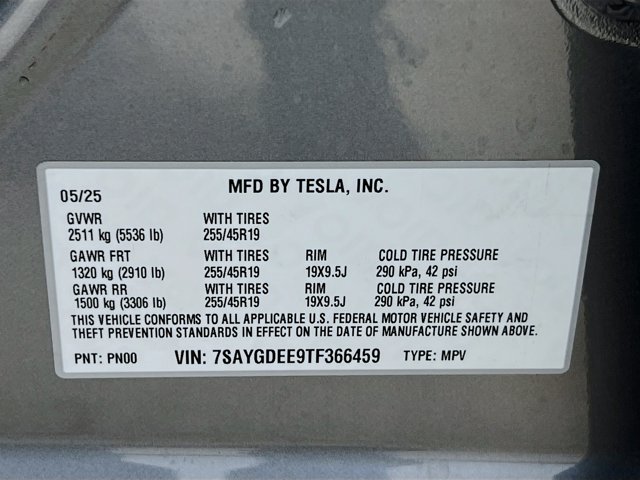 05/25 MFD BY TESLA, INC.
GVWR WITH TIRES
2511 kg (5536 lb) 255/45R19
GAWR FRT WITH TIRES RIM COLD TIRE PRESSURE
1320 kg (2910 lb) 255/45R19 19X9.5J 290 kPa, 42 psi
GAWR RR WITH TIRES RIM COLD TIRE PRESSURE
1500 kg (3306 lb) 255/45R19 19X9.5J 290 kPa, 42 psi
THIS VEHICLE CONFORMS TO ALL APPLICABLE U.S. FEDERAL MOTOR VEHICLE SAFETY AND
THEFT PREVENTION STANDARDS IN EFFECT ON THE DATE OF MANUFACTURE SHOWN ABOVE.
PNT: PN00 VIN: 7SAYGDEE9TF366459 TYPE: MPV